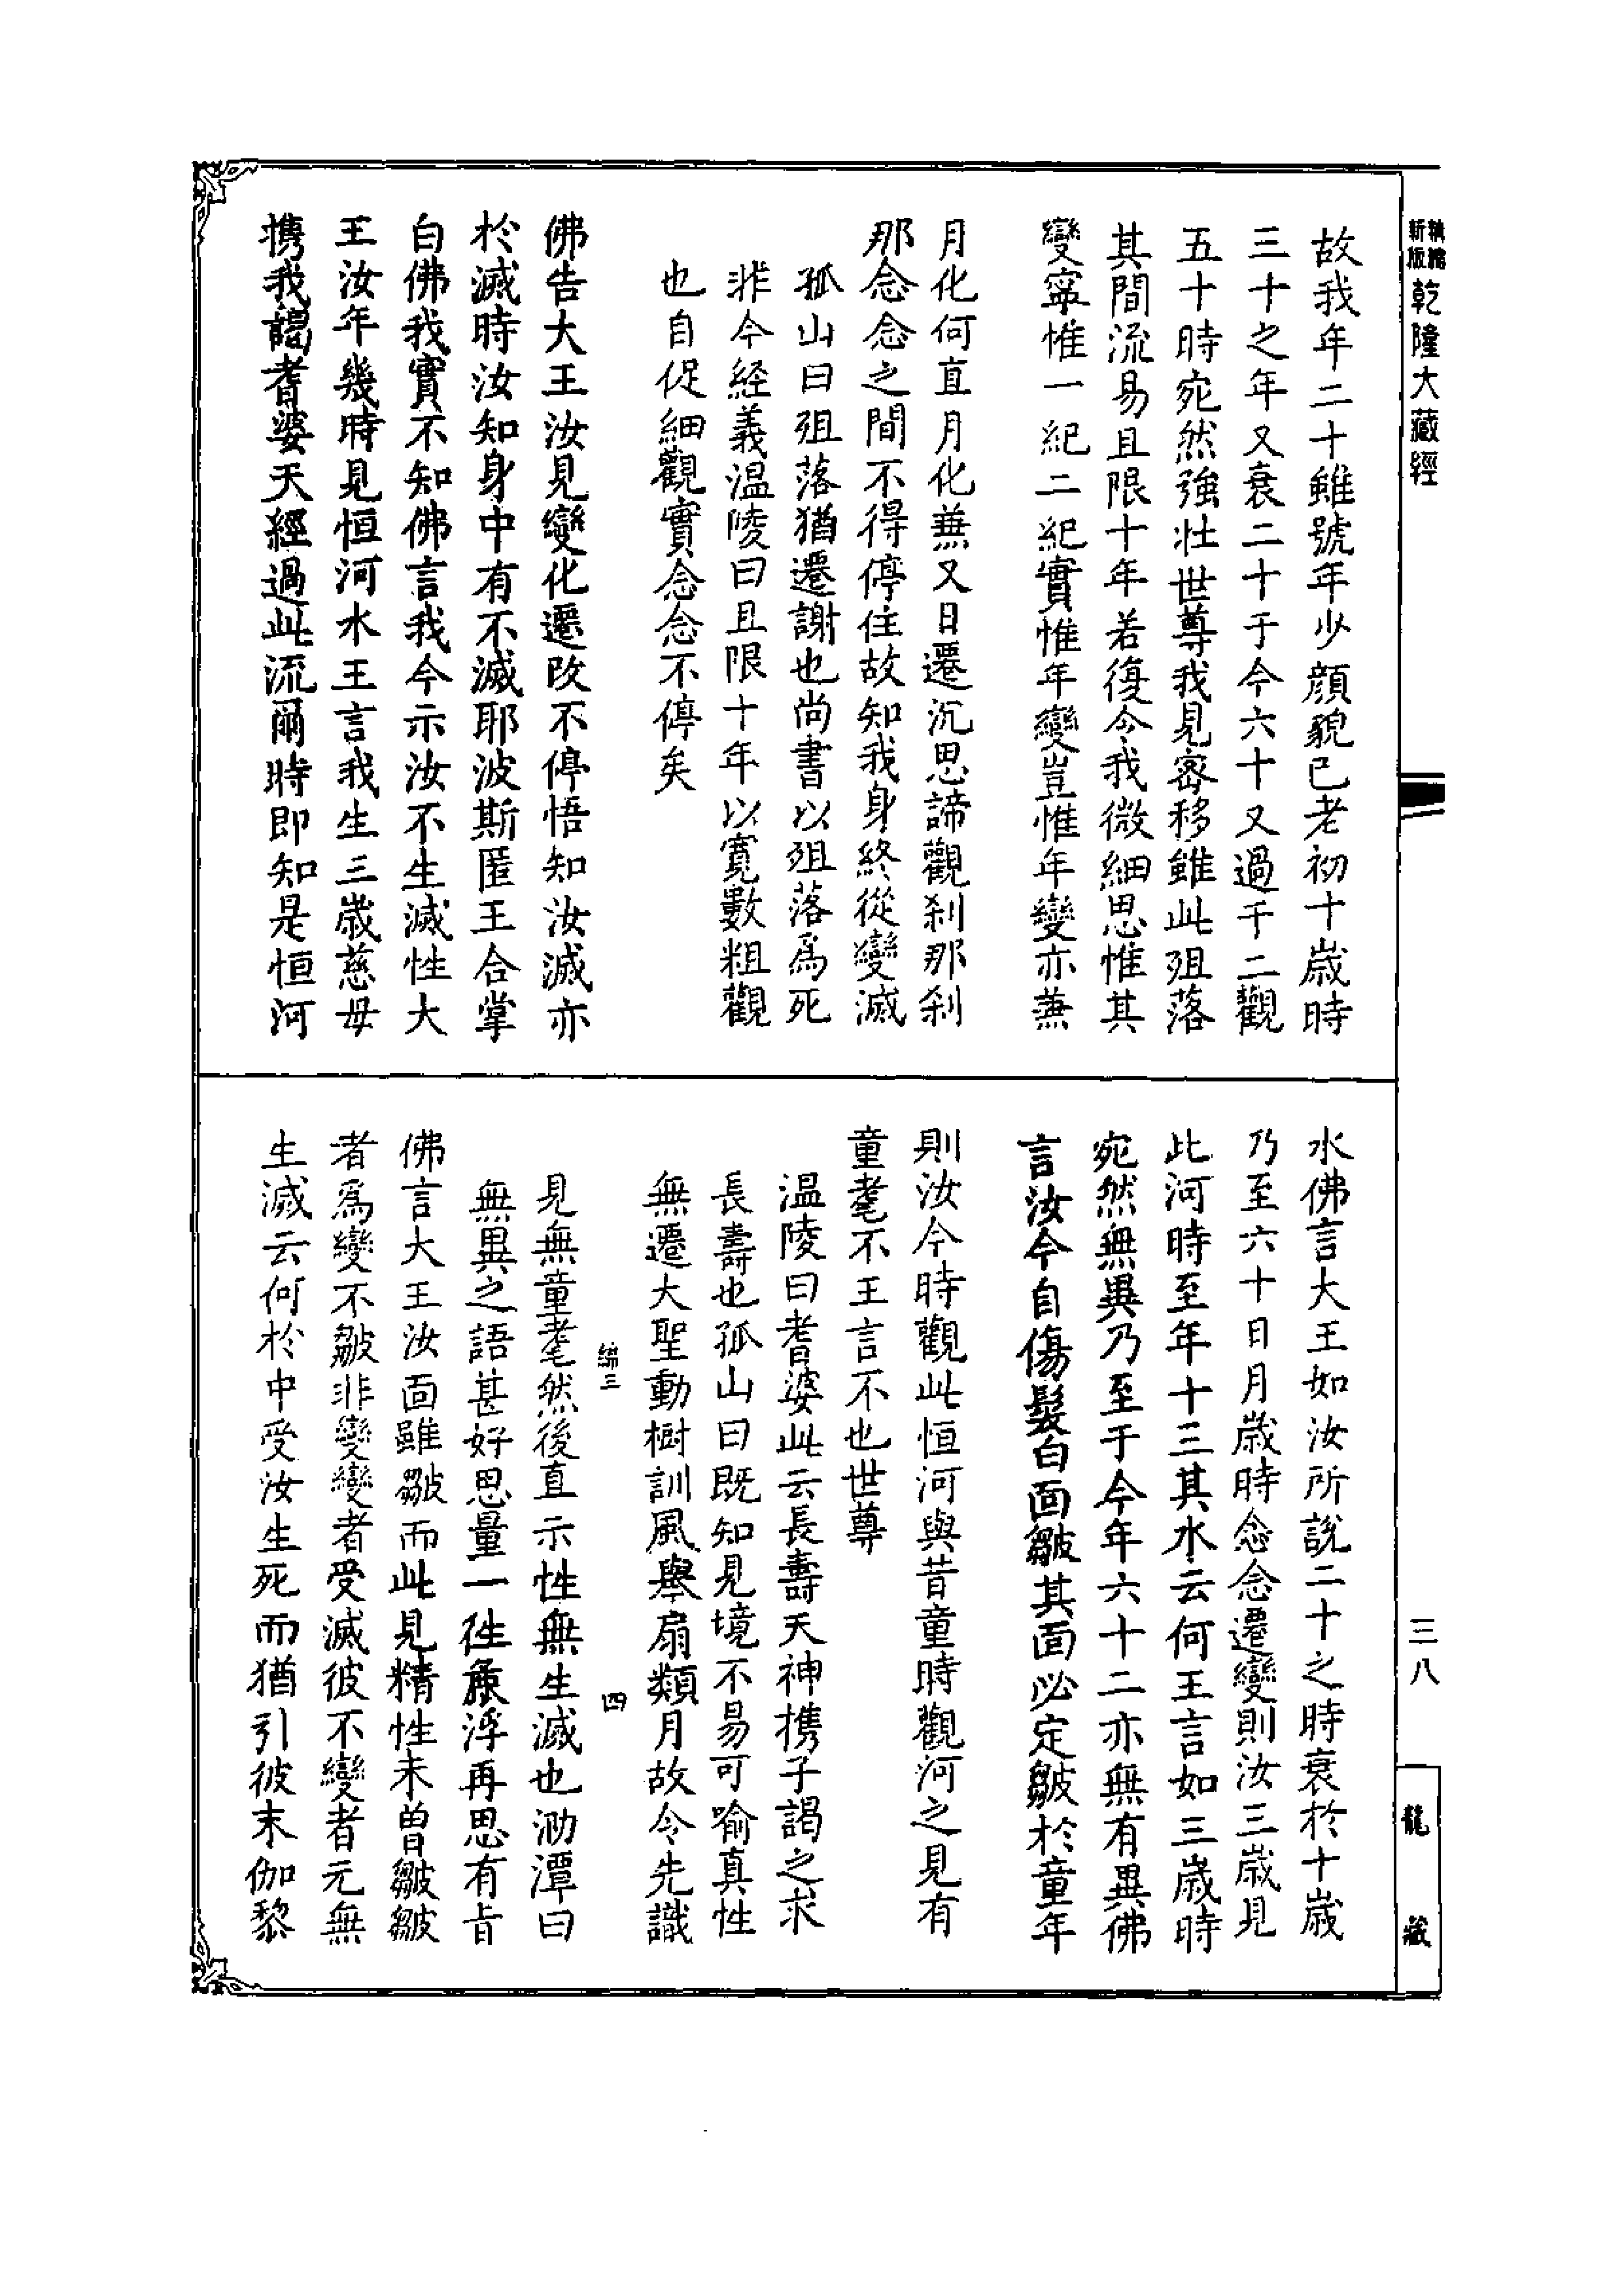 新版
精縮
乾隆大藏經
故我年二十雖號年少顏貌已老初十歲時
三十之年又衰二十于今六十又過于二觀
五十時宛然強壯世尊我見密移雖此殂落
其間流易且限十年若復令我微細思惟其
變寧惟一紀二紀實惟年變豈惟年變亦兼
月化何直月化兼又日遷沉思諦觀刹那刹
那念念之間不得停住故知我身終從變滅
孤山曰殂落猶遷謝也尚書以殂落爲死
非今經義温陵曰且限十年以寬數粗觀
也自促細觀實念念不停矣
佛告大王汝見變化遷改不停悟知汝滅亦
於滅時汝知身中有不滅耶波斯匿王合掌
白佛我實不知佛言我今示汝不生滅性大
王汝年幾時見恒河水王言我生三歲慈母
携我謁耆婆天經過此流爾時即知是恒河
水佛言大王如汝所說二十之時衰於十歲
乃至六十日月歲時念念遷變則汝三歲見
此河時至年十三其水云何王言如三歲時
宛然無異乃至于今年六十二亦無有異佛
言汝今自傷髮白面皺其面必定皺於童年
則汝今時觀此恒河與昔童時觀河之見有
童耄不王言不也世尊
温陵曰耆婆此云長壽天神携子謁之求
長壽也孤山曰既知見境不易可喻真性
無遷大聖動樹訓風舉扇類月故令先識
三
四
見無童耄然後直示性無生滅也泐潭曰
無異之語甚好思量一徃麁浮再思有旨
佛言大王汝面雖皺而此見精性未曾皺皺
者爲變不皺非變變者受滅彼不變者元無
生滅云何於中受汝生死而猶引彼末伽黎
三八
龍
藏